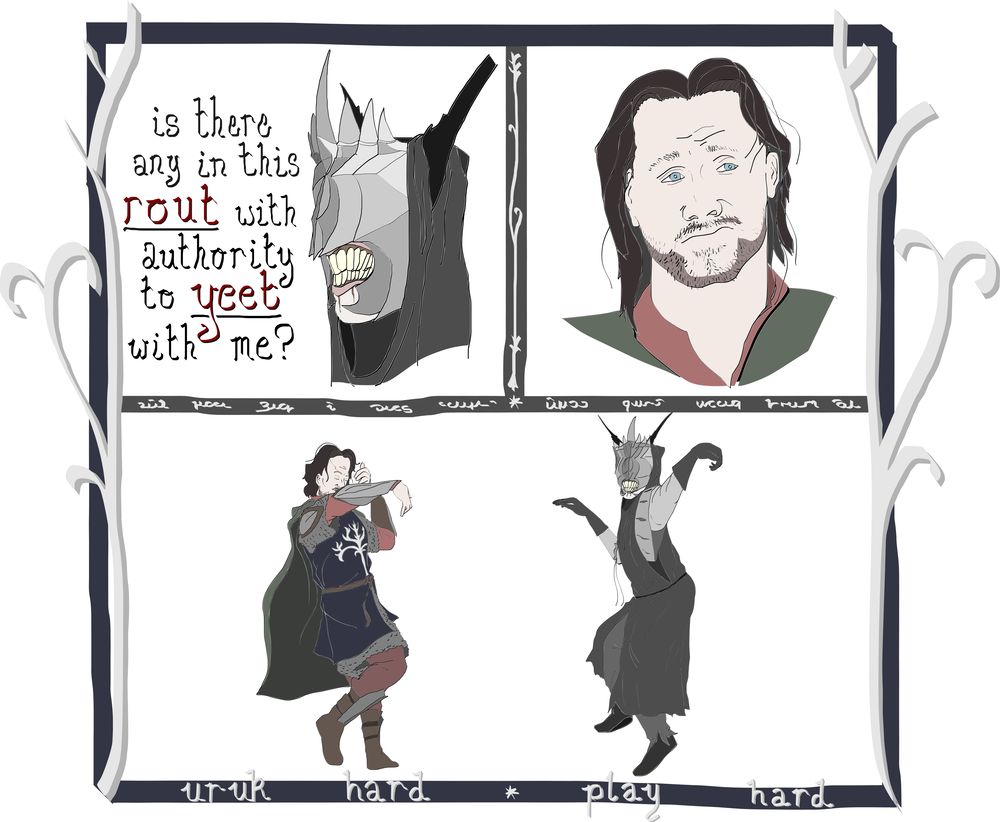 is there
any in this
rout with
authority
to yeet
with me?
uruk hard * play hard